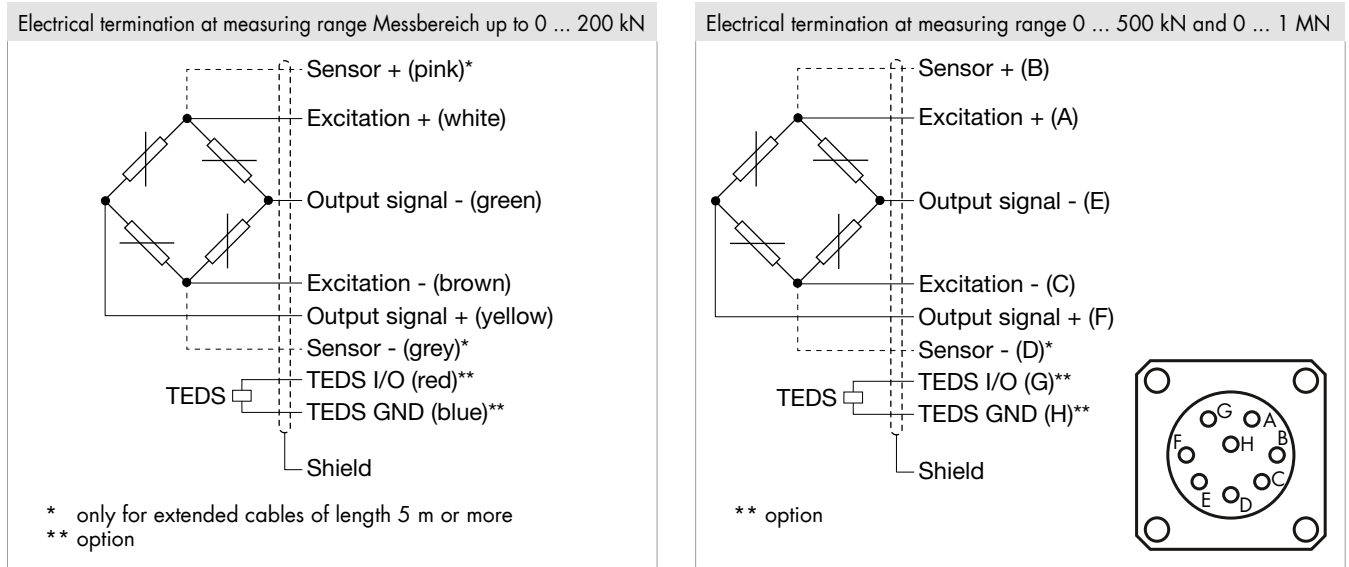 Electrical termination at measuring range Messbereich up to 0 ... 200 kN
Sensor + (pink)*
Excitation + (white)
Output signal - (green)
Excitation - (brown)
Output signal + (yellow)
Sensor - (grey)*
TEDS I/O (red)**
TEDS
TEDS GND (blue)**
Shield
* only for extended cables of length 5 m or more
** option
Electrical termination at measuring range 0 ... 500 kN and 0 ... 1 MN
Sensor + (B)
Excitation + (A)
Output signal - (E)
Excitation - (C)
Output signal + (F)
Sensor - (D)*
TEDS I/O (G)**
TEDS
TEDS GND (H)**
Shield
** option
G
A
H
B
F
C
E
D